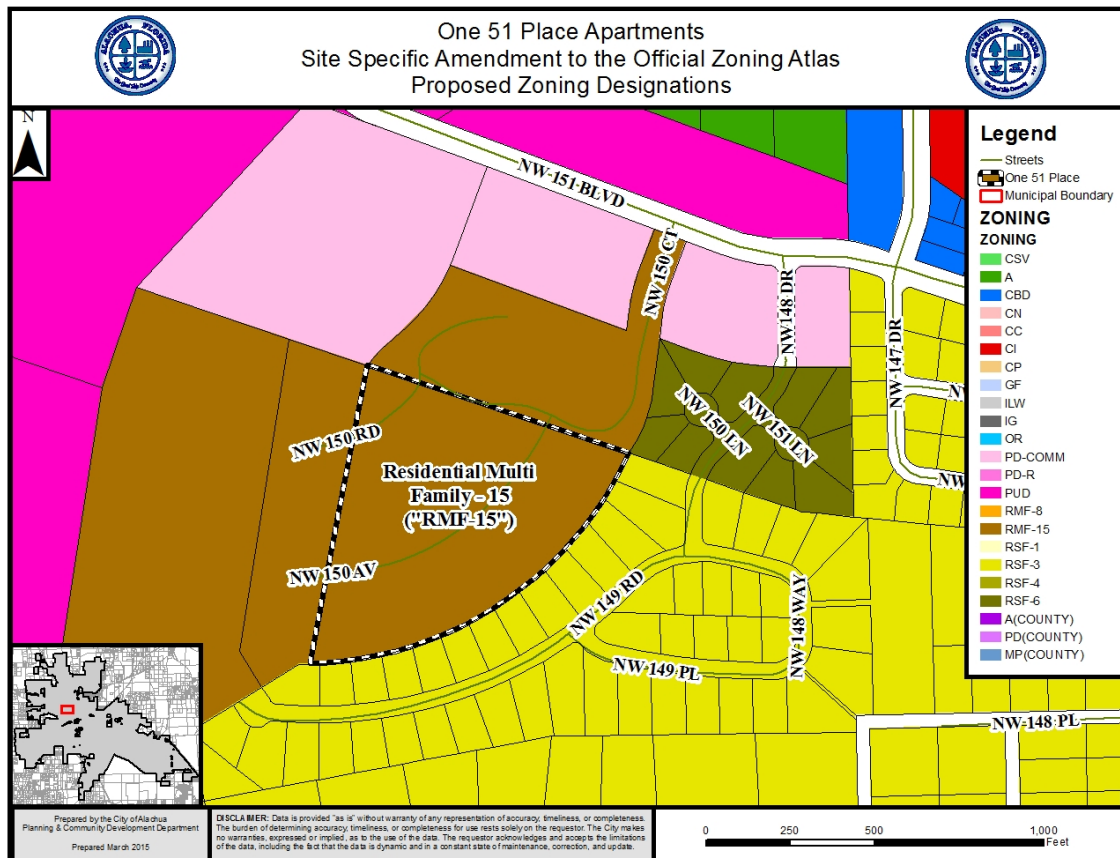 One 51 Place Apartments
Site Specific Amendment to the Official Zoning Atlas
Proposed Zoning Designations
ALACHUA, FLORIDA
ALACHUA, FLORIDA
N
NW 151 BLVD
NW 150 CT
NW 148 DR
NW 147 DR
NW 150 LN
NW 151 LN
NW 150 RD
Residential Multi
Family - 15
("RMF-15")
NW 150 AV
NW 149 RD
NW 148 WAY
NW 149 PL
NW 148 PL
NW
Legend
Streets
One 51 Place
Municipal Boundary
ZONING
ZONING
CSV
A
CBD
CN
CC
CI
CP
GF
ILW
IG
OR
PD-COMM
PD-R
PUD
RMF-8
RMF-15
RSF-1
RSF-3
RSF-4
RSF-6
A(COUNTY)
PD(COUNTY)
MP(COUNTY)
Prepared by the City of Alachua
Planning & Community Development Department
Prepared March 2015
DISCLAIMER: Data is provided "as is" without warranty of any representation of accuracy, timeliness, or completeness.
The burden of determining accuracy, timeliness, or completeness for use rests solely on the requestor. The City makes
no warranties, expressed or implied, as to the use of the data. The requestor acknowledges and accepts the limitations
of the data, including the fact that the data is dynamic and in a constant state of maintenance, correction, and update.
0 250 500 1,000
Feet